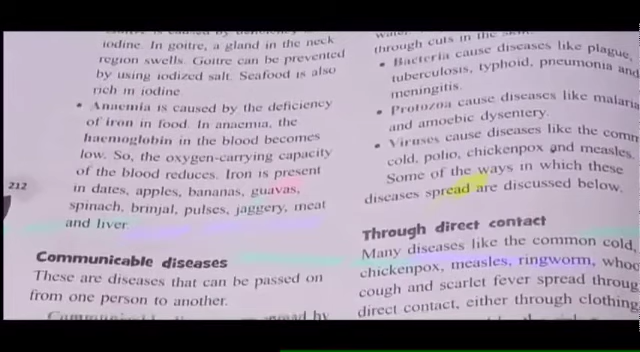 iodine. In goitre, a gland in the neck
region swells. Goitre can be prevented
by using iodized salt. Seafood is also
rich in iodine.
• Anaemia is caused by the deficiency
of iron in food. In anaemia, the
haemoglobin in the blood becomes
low. So, the oxygen-carrying capacity
of the blood reduces. Iron is present
in dates, apples, bananas, guavas,
spinach, brinjal, pulses, jaggery, meat
and liver.
212
Communicable diseases
These are diseases that can be passed on
from one person to another.
through cuts in the
• Bacteria cause diseases like plague,
tuberculosis, typhoid, pneumonia and
meningitis.
• Protozoa cause diseases like malaria
and amoebic dysentery.
• Viruses cause diseases like the
cold, polio, chickenpox and measles.
Some of the ways in which these
diseases spread are discussed below.
Through direct contact
Many diseases like the common cold,
chickenpox, measles, ringworm,
cough and scarlet fever spread
direct contact, either through clothing